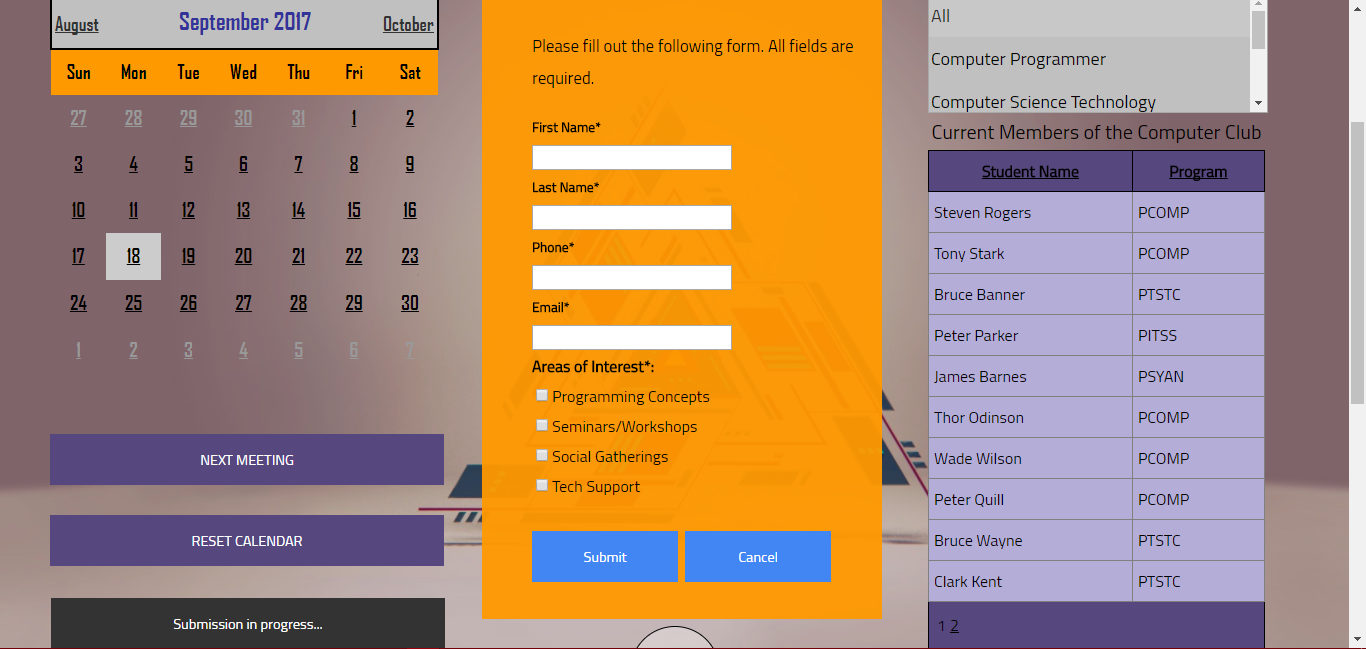 August September 2017 October
Sun Mon Tue Wed Thu Fri Sat
27 28 29 30 31 1 2
3 4 5 6 7 8 9
10 11 12 13 14 15 16
17 18 19 20 21 22 23
24 25 26 27 28 29 30
1 2 3 4 5 6 7
NEXT MEETING
RESET CALENDAR
Submission in progress...
Please fill out the following form. All fields are
required.
First Name*
Last Name*
Phone*
Email*
Areas of Interest*:
Programming Concepts
Seminars/Workshops
Social Gatherings
Tech Support
Submit Cancel
All
Computer Programmer
Computer Science Technology
Current Members of the Computer Club
Student Name Program
Steven Rogers PCOMP
Tony Stark PCOMP
Bruce Banner PTSTC
Peter Parker PITSS
James Barnes PSYAN
Thor Odinson PCOMP
Wade Wilson PCOMP
Peter Quill PCOMP
Bruce Wayne PTSTC
Clark Kent PTSTC
1 2